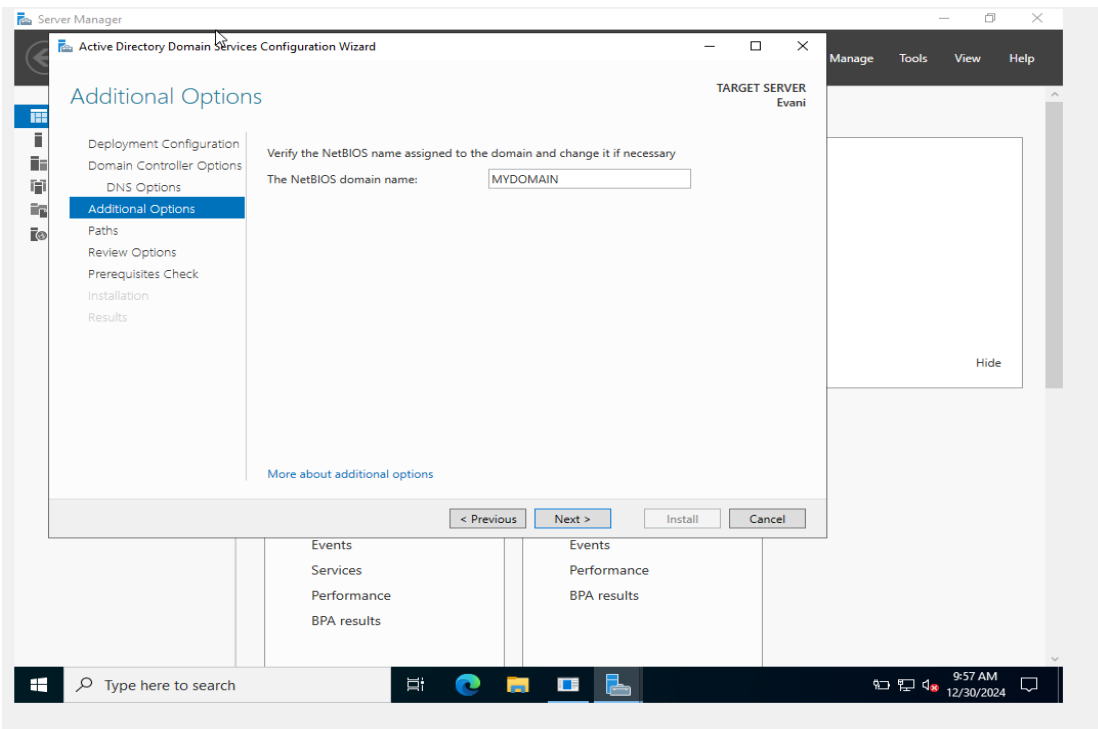 Server Manager
Active Directory Domain Services Configuration Wizard
Manage Tools View Help
Additional Options
TARGET SERVER
Evani
Deployment Configuration
Domain Controller Options
DNS Options
Additional Options
Paths
Review Options
Prerequisites Check
Installation
Results
Verify the NetBIOS name assigned to the domain and change it if necessary
The NetBIOS domain name: MYDOMAIN
Hide
More about additional options
< Previous Next > Install Cancel
Events Events
Services Performance
Performance BPA results
BPA results
Type here to search
9:57 AM
12/30/2024